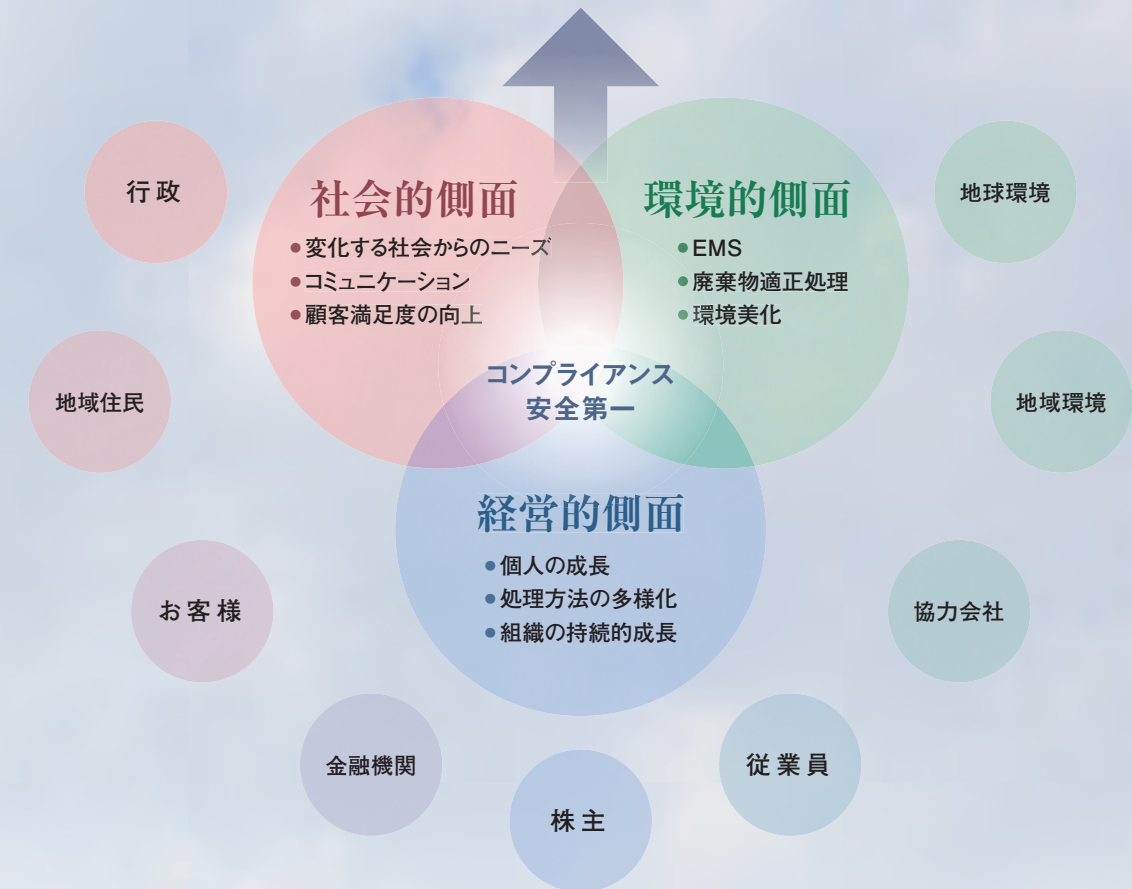 社会的側面
●変化する社会からのニーズ
●コミュニケーション
●顧客満足度の向上
環境的側面
●EMS
●廃棄物適正処理
●環境美化
コンプライアンス
安全第一
経営的側面
●個人の成長
●処理方法の多様化
●組織の持続的成長
行政
地域住民
お客様
金融機関
株主
従業員
協力会社
地域環境
地球環境